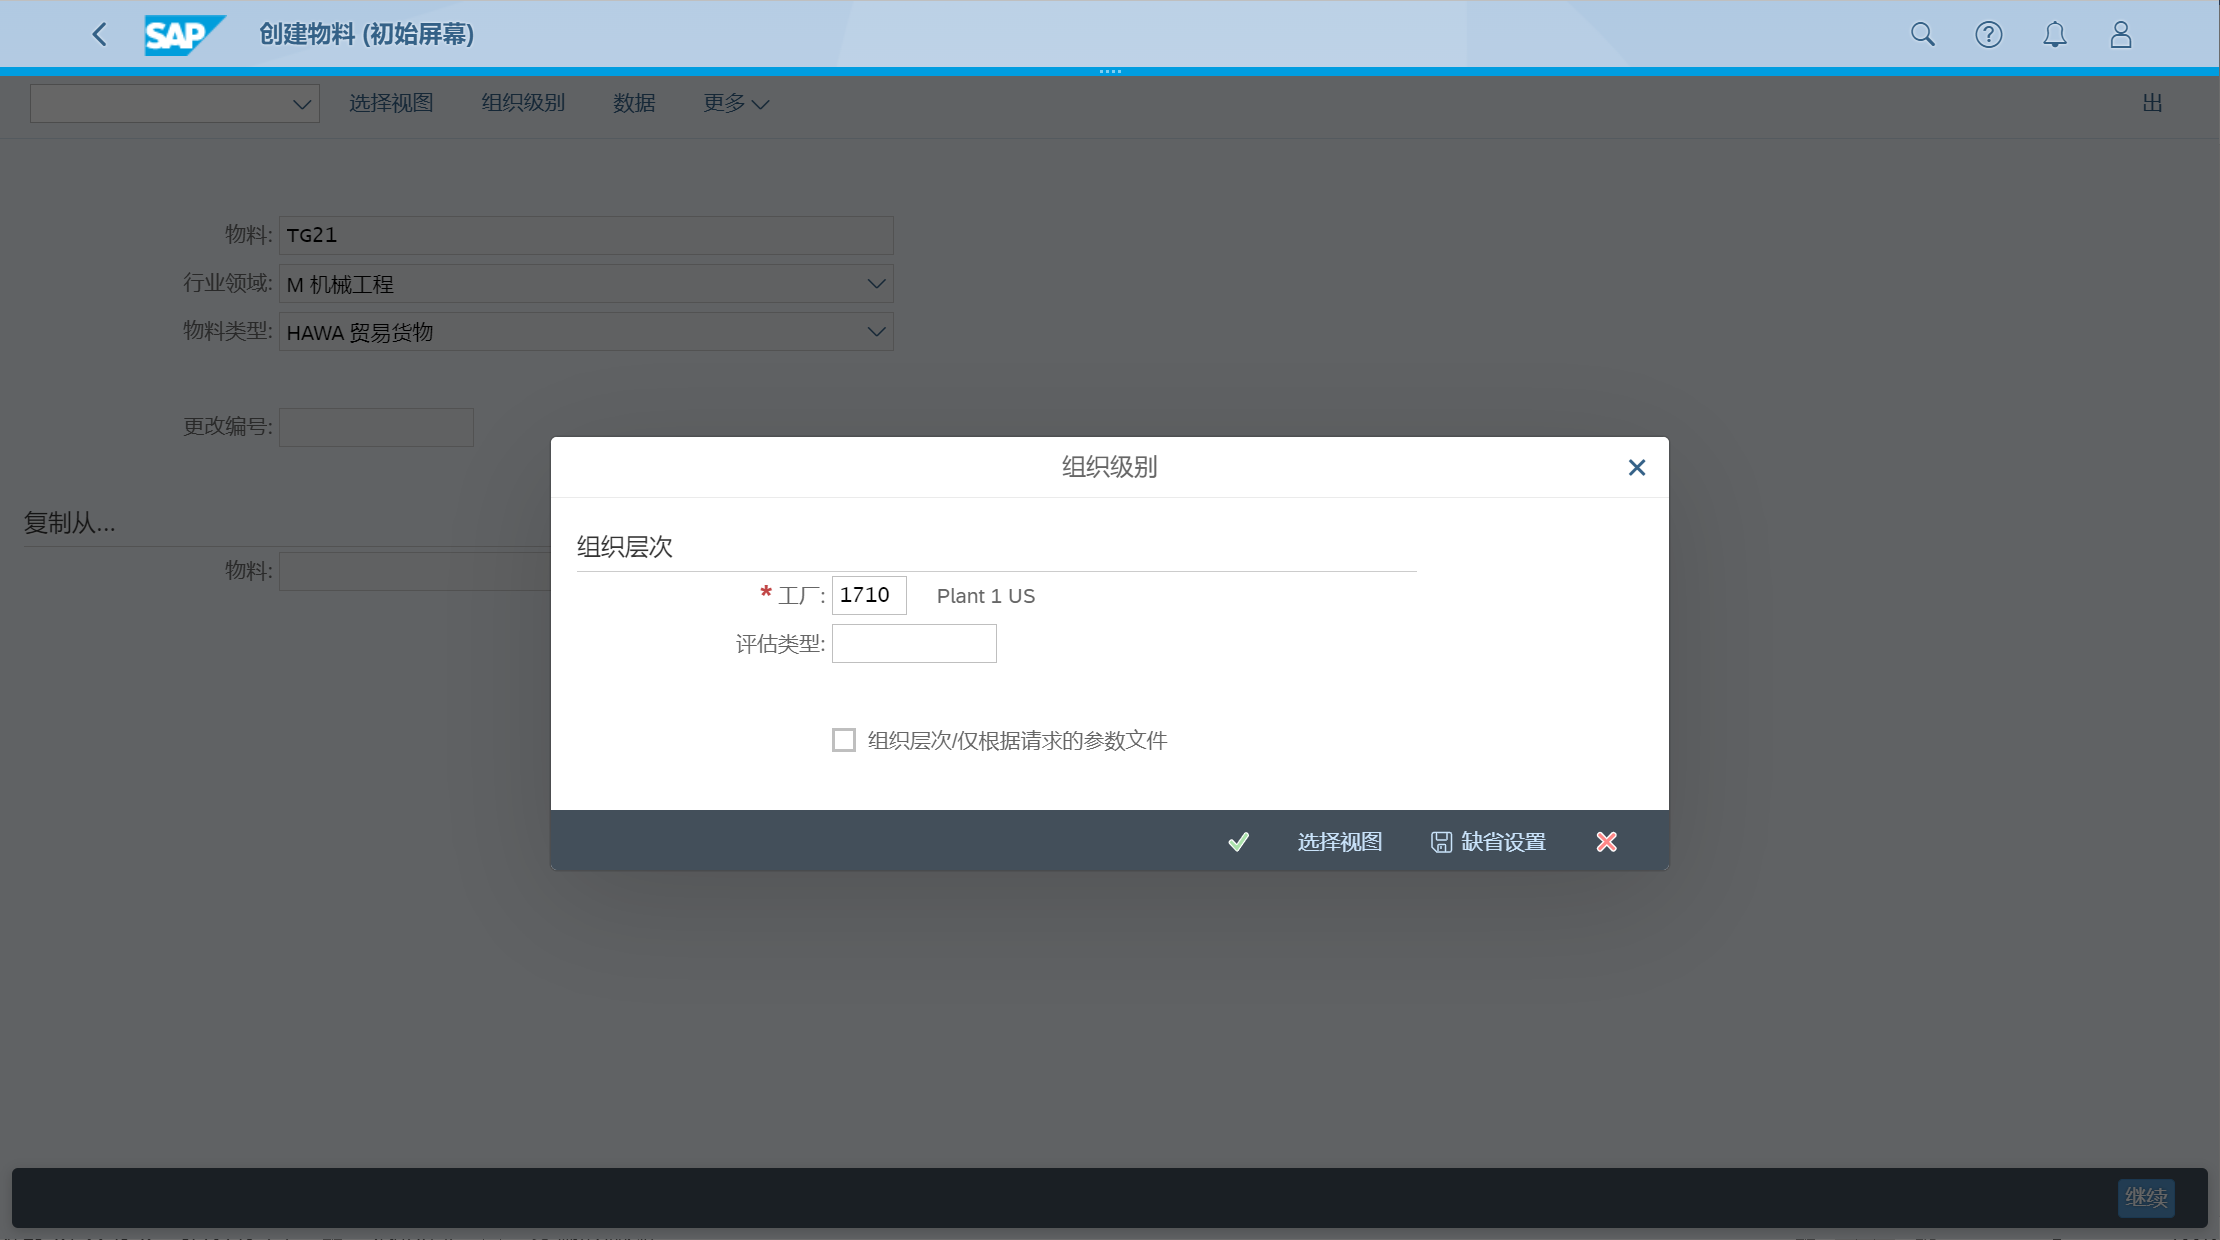 SAP 创建物料 (初始屏幕)
选择视图 组织级别 数据 更多 出
物料: TG21
行业领域: M 机械工程
物料类型: HAWA 贸易货物
更改编号:
复制从...
物料:
组织级别
组织层次
* 工厂: 1710 Plant 1 US
评估类型:
组织层次/仅根据请求的参数文件
选择视图 缺省设置
继续